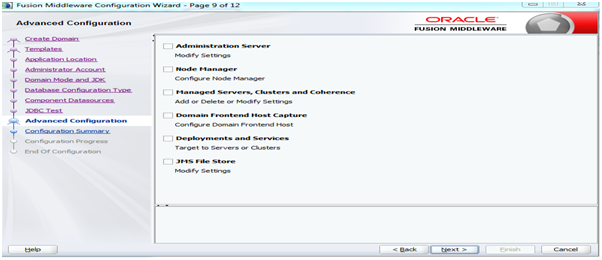 Fusion Middleware Configuration Wizard - Page 9 of 12
Advanced Configuration
ORACLE
FUSION MIDDLEWARE
Create Domain
Templates
Application Location
Administrator Account
Domain Mode and JDK
Database Configuration Type
Component Datasources
JDBC Test
Advanced Configuration
Configuration Summary
Configuration Progress
End Of Configuration
Administration Server
Modify Settings
Node Manager
Configure Node Manager
Managed Servers, Clusters and Coherence
Add or Delete or Modify Settings
Domain Frontend Host Capture
Configure Domain Frontend Host
Deployments and Services
Target to Servers or Clusters
JMS File Store
Modify Settings
Help
< Back
Next >
Finish
Cancel